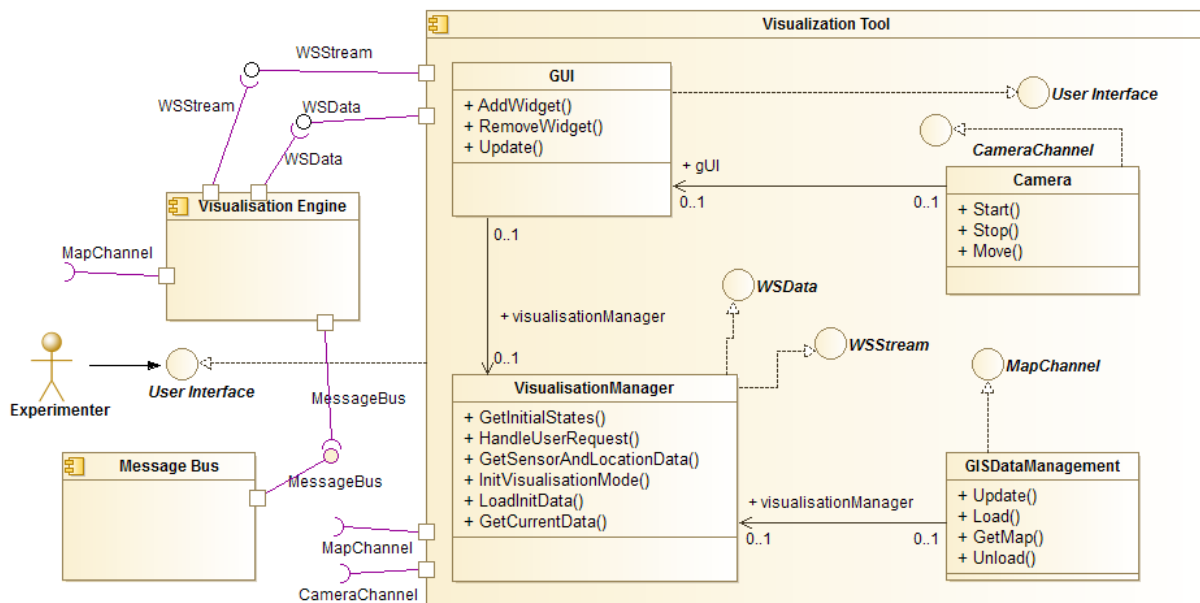 Visualization Tool
WSStream
WSStream
WSData
WSData
GUI
+ AddWidget()
+ RemoveWidget()
+ Update()
User Interface
CameraChannel
+ gUI
0..1
0..1
Camera
+ Start()
+ Stop()
+ Move()
Visualisation Engine
MapChannel
0..1
+ visualisationManager
0..1
WSData
WSStream
MapChannel
Experimenter
User Interface
MessageBus
MessageBus
Message Bus
VisualisationManager
+ GetInitialStates()
+ HandleUserRequest()
+ GetSensorAndLocationData()
+ InitVisualisationMode()
+ LoadInitData()
+ GetCurrentData()
+ visualisationManager
0..1
0..1
GISDataManagement
+ Update()
+ Load()
+ GetMap()
+ Unload()
MapChannel
CameraChannel